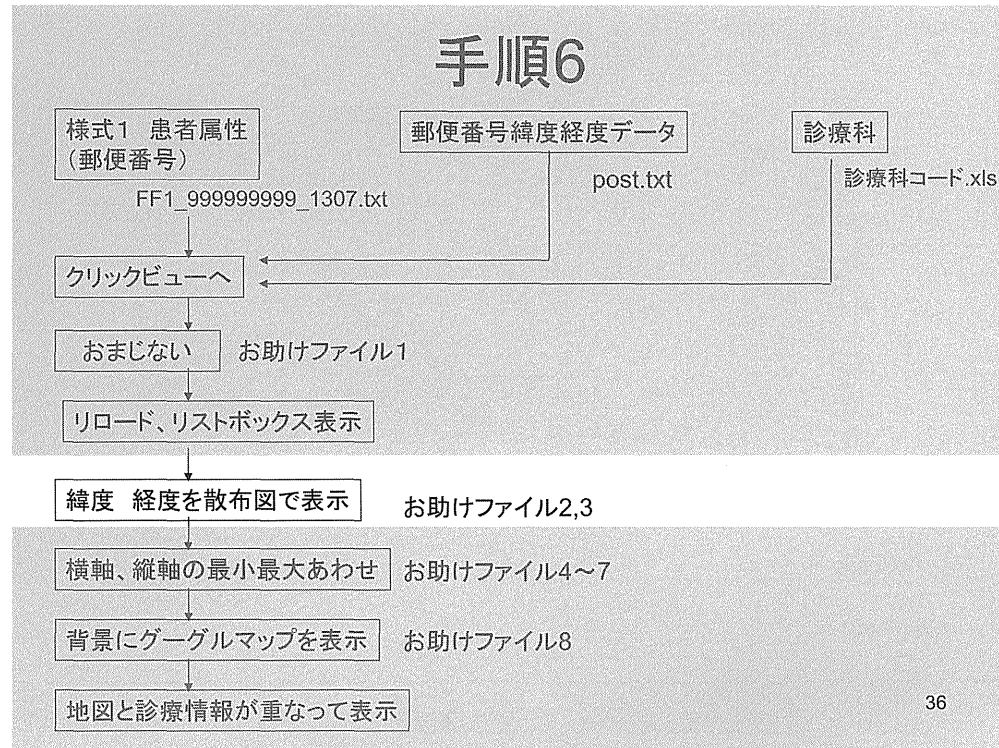 手順6
様式1　患者属性
(郵便番号)
郵便番号緯度経度データ
診療科
FF1_999999999_1307.txt
post.txt
診療科コード.xls
クリックビューへ
おまじない
お助けファイル1
リロード、リストボックス表示
緯度　経度を散布図で表示
お助けファイル2,3
横軸、縦軸の最小最大あわせ
お助けファイル4～7
背景にグーグルマップを表示
お助けファイル8
地図と診療情報が重なって表示
36